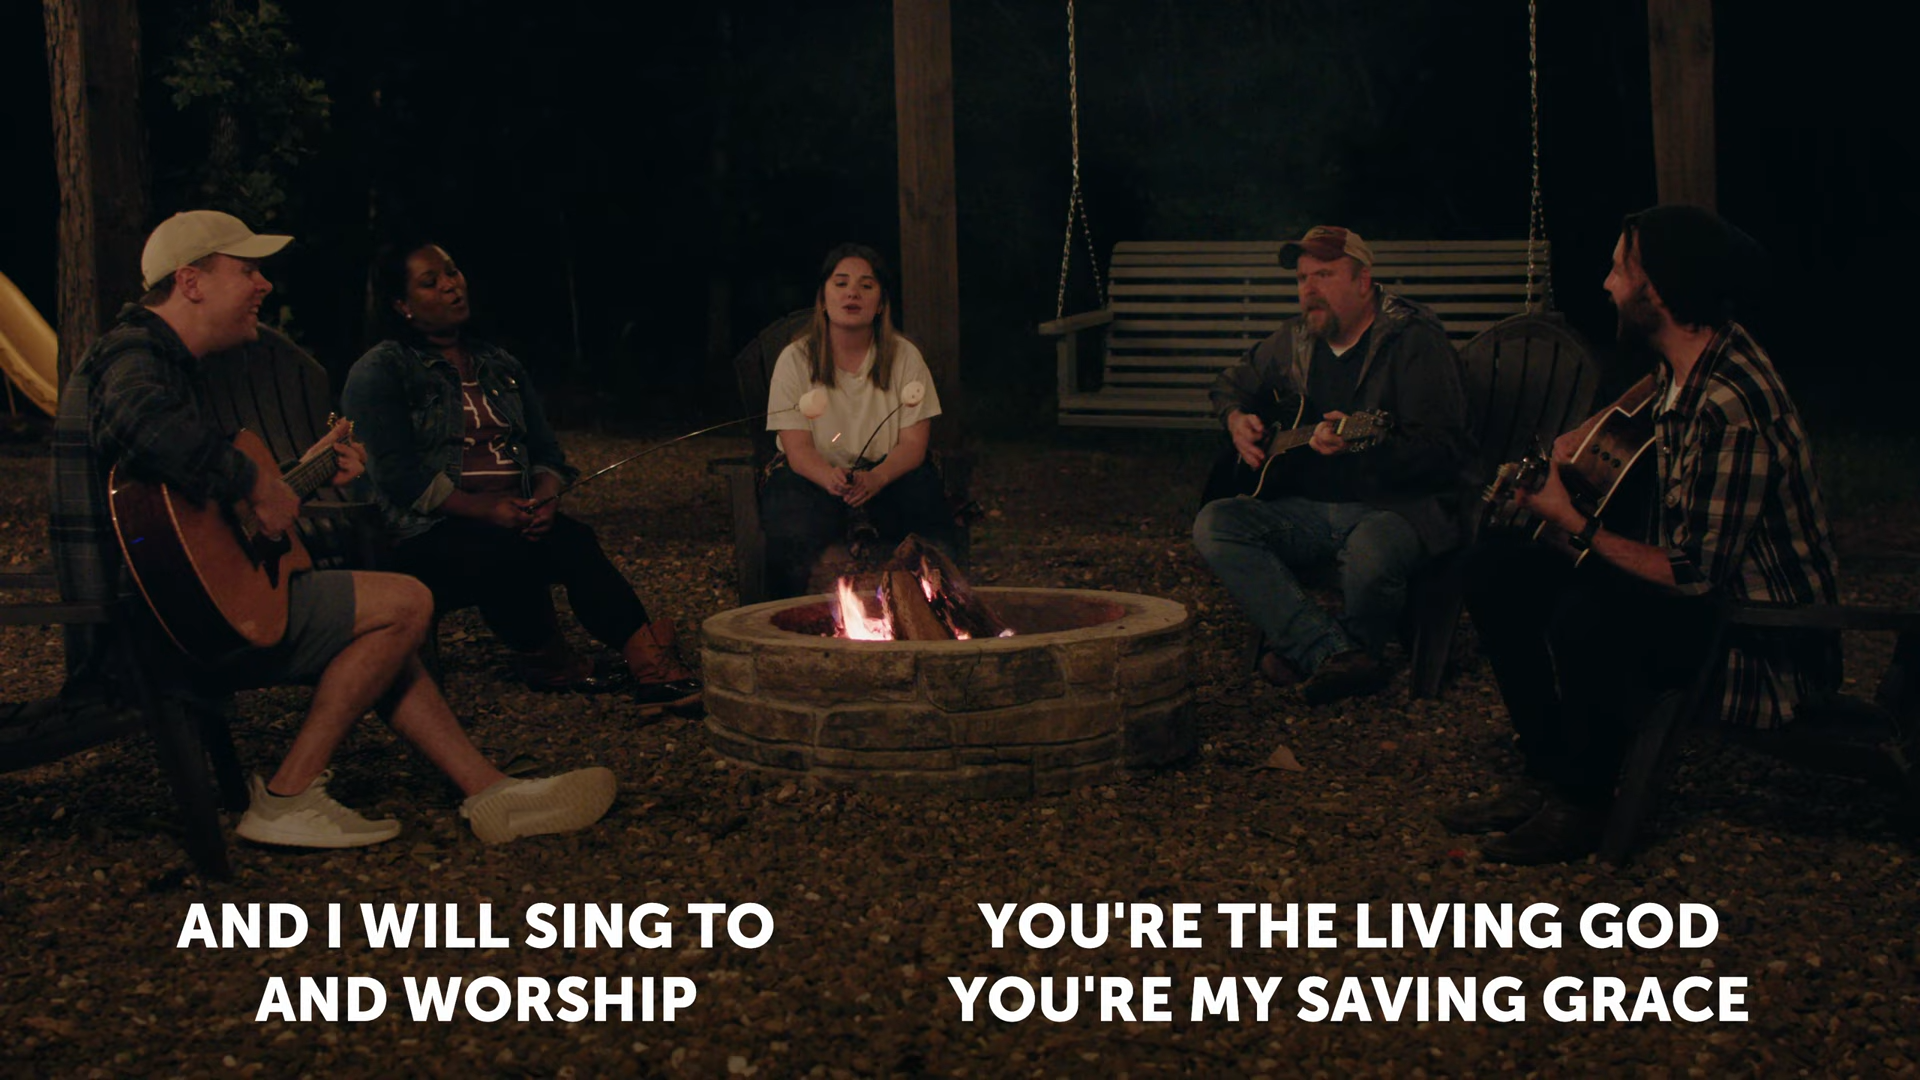 AND I WILL SING TO
AND WORSHIP
YOU'RE THE LIVING GOD
YOU'RE MY SAVING GRACE